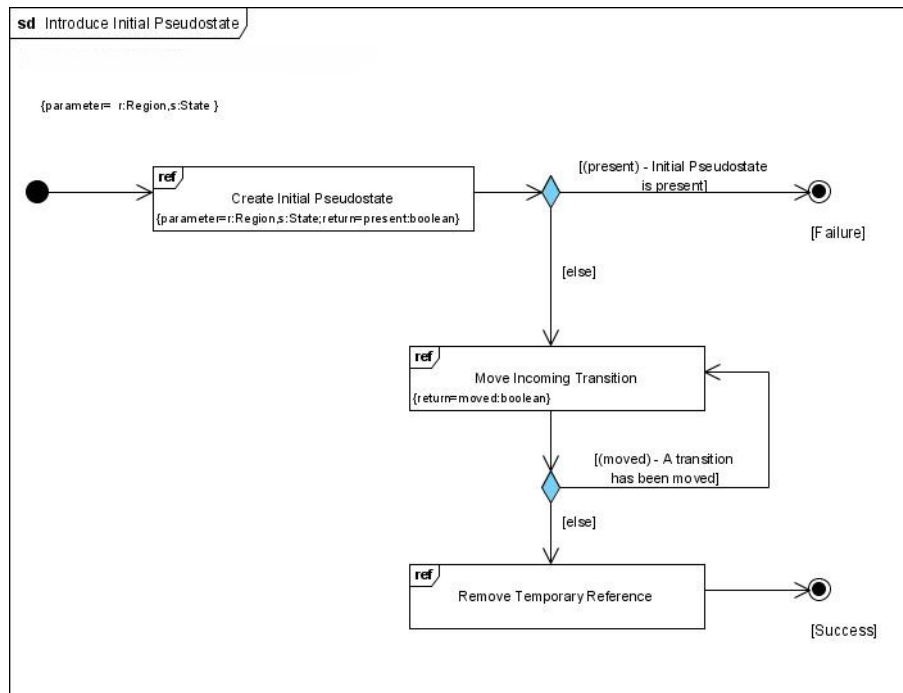 sd Introduce Initial Pseudostate
{parameter= r:Region,s:State }
ref
Create Initial Pseudostate
{parameter=r:Region,s:State;return=present:boolean}
[(present) - Initial Pseudostate
is present]
[Failure]
[else]
ref
Move Incoming Transition
{return=moved:boolean}
[(moved) - A transition
has been moved]
[else]
ref
Remove Temporary Reference
[Success]